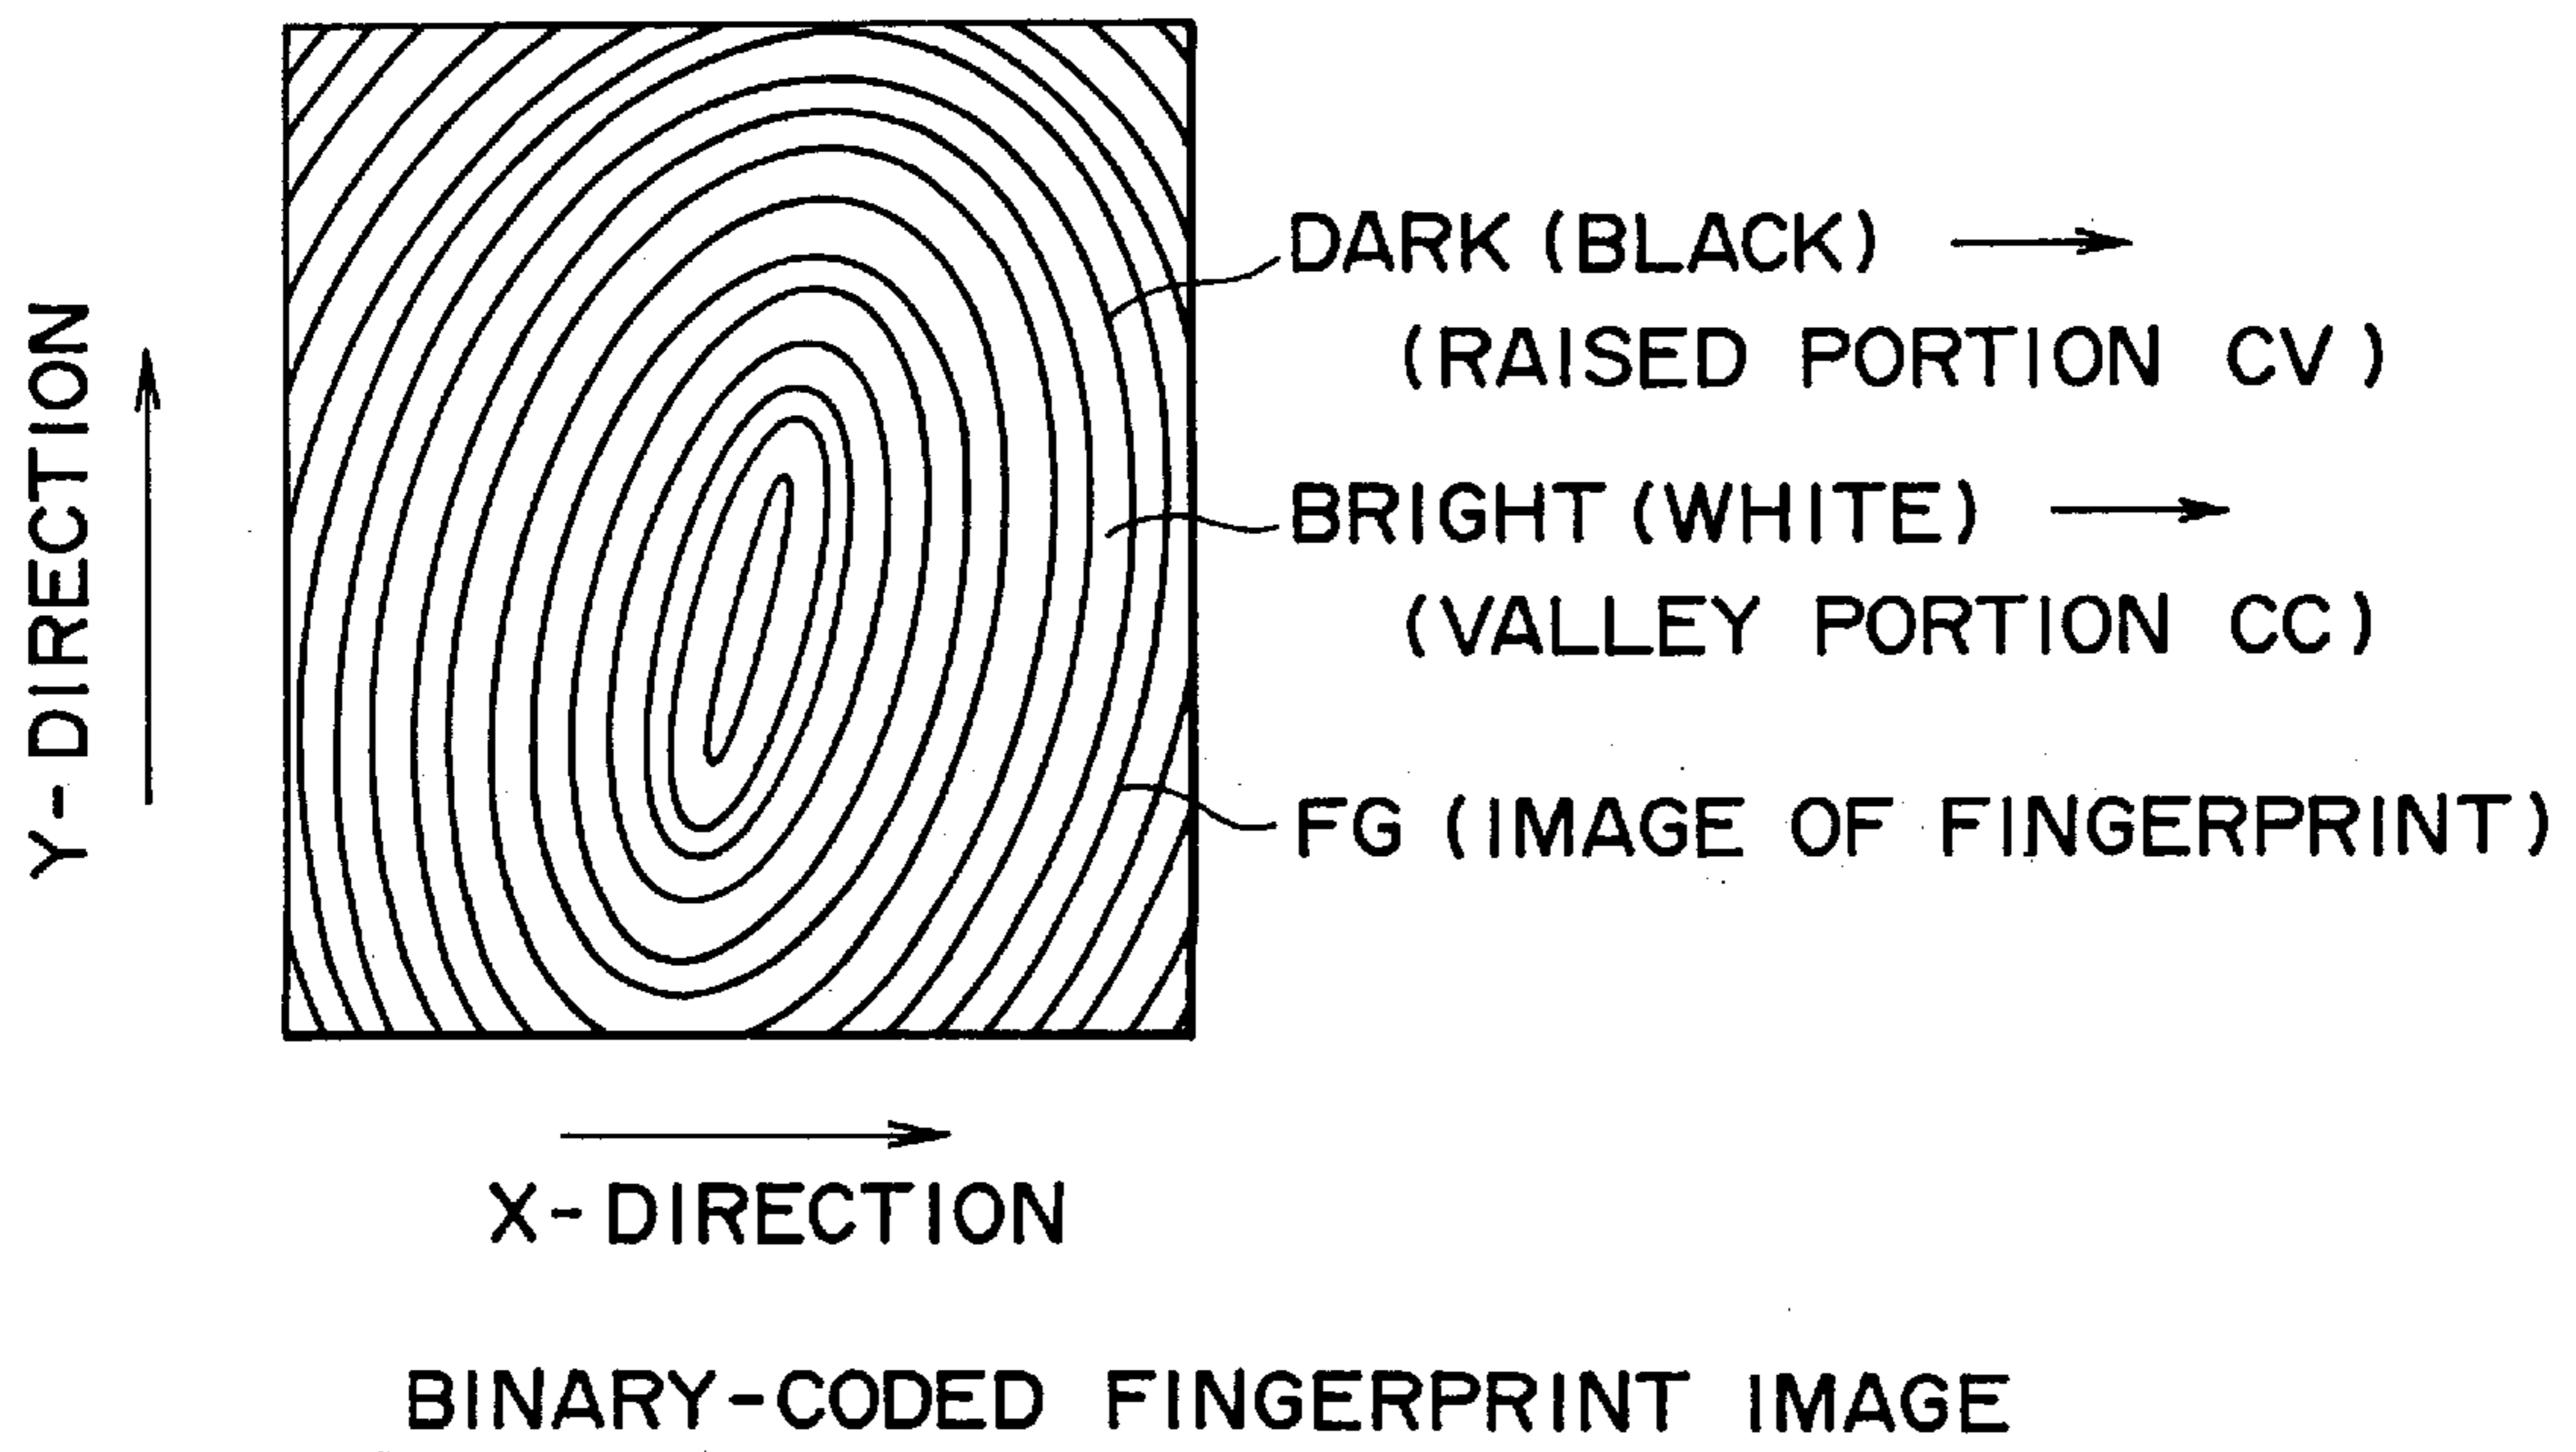 Y-DIRECTION
DARK (BLACK) →
(RAISED PORTION CV)
BRIGHT (WHITE) →
(VALLEY PORTION CC)
FG (IMAGE OF FINGERPRINT)
X-DIRECTION
BINARY-CODED FINGERPRINT IMAGE